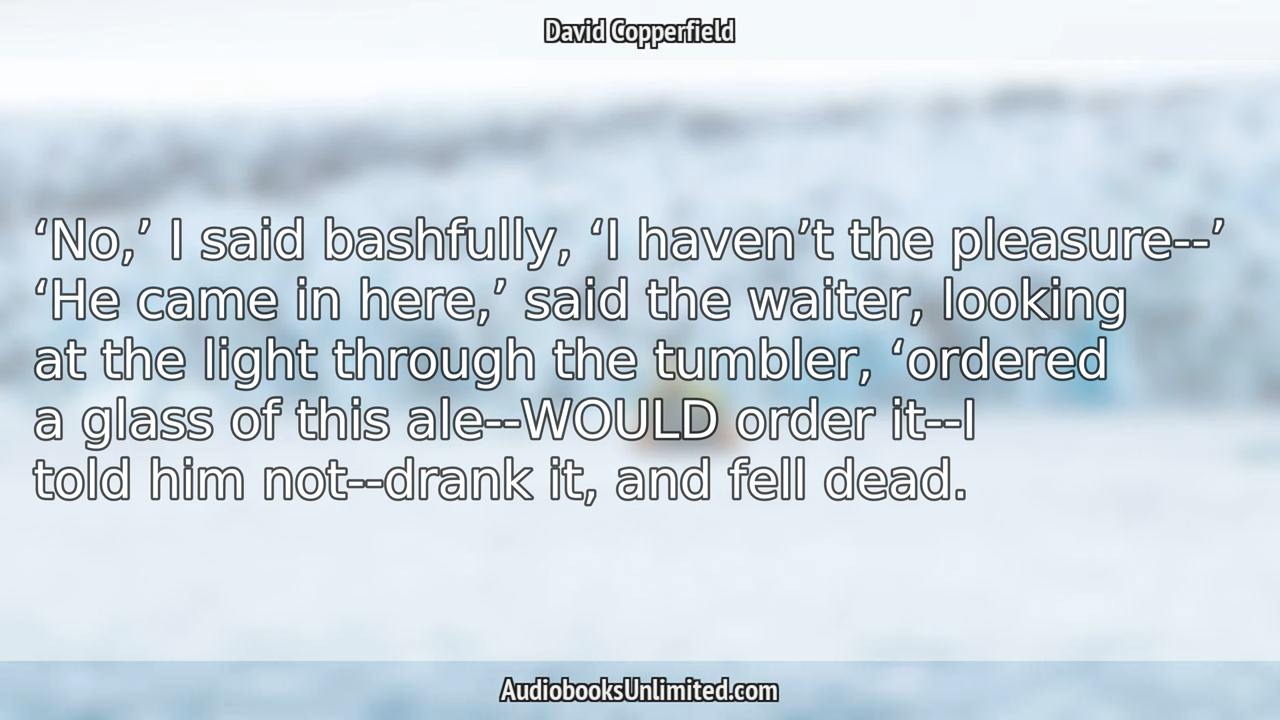 David Copperfield
‘No,’ I said bashfully, ‘I haven’t the pleasure--’
‘He came in here,’ said the waiter, looking
at the light through the tumbler, ‘ordered
a glass of this ale--WOULD order it--I
told him not--drank it, and fell dead.
AudiobooksUnlimited.com